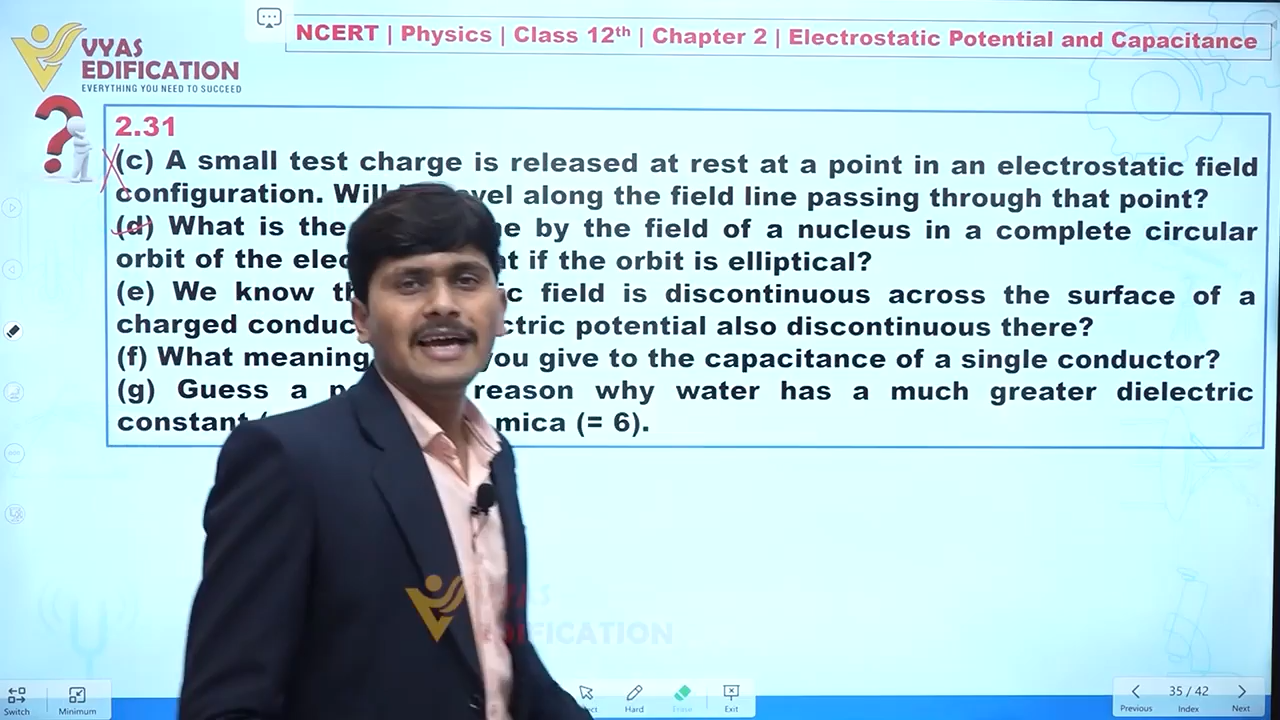 VYAS
EDIFICATION
EVERYTHING YOU NEED TO SUCCEED
NCERT | Physics | Class 12th | Chapter 2 | Electrostatic Potential and Capacitance
2.31
(c) A small test charge is released at rest at a point in an electrostatic field
configuration. Will along the field line passing through that point?
(d) What is the by the field of a nucleus in a complete circular
orbit of the if the orbit is elliptical?
(e) We know field is discontinuous across the surface of a
charged potential also discontinuous there?
(f) What meaning you give to the capacitance of a single conductor?
(g) Guess a reason why water has a much greater dielectric
constant mica (= 6).
VYAS
EDIFICATION
Switch
Minimum
Hard
Erase
Exit
Previous
35 / 42
Index
Next